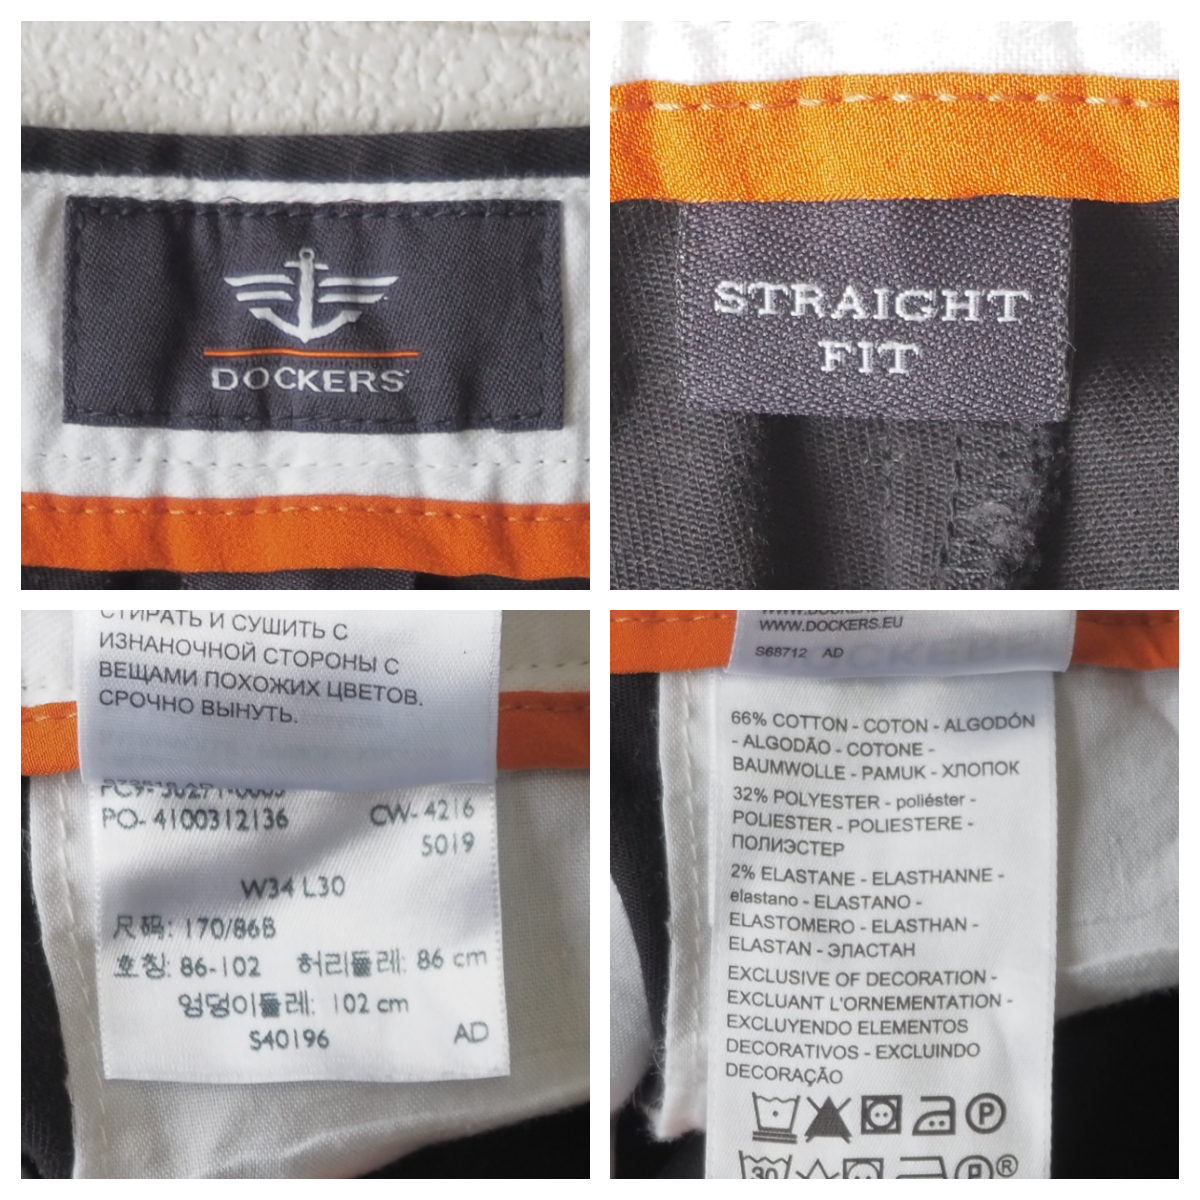 DOCKERS
STRAIGHT
FIT
СТИРАТЬ И СУШИТЬ С
ИЗНАНОЧНОЙ СТОРОНЫ С
ВЕЩАМИ ПОХОЖИХ ЦВЕТОВ.
СРОЧНО ВЫНУТЬ.
PO- 4100312136 CW- 4216
5019
W34 L30
尺码: 170/86B
호칭: 86-102 허리둘레: 86 cm
엉덩이둘레: 102 cm
S40196 AD
WWW.DOCKERS.EU
S68712 AD
66% COTTON - COTON - ALGODÓN
- ALGODÃO - COTONE -
BAUMWOLLE - PAMUK - ХЛОПОК
32% POLYESTER - poliéster -
POLIESTER - POLIESTERE -
ПОЛИЭСТЕР
2% ELASTANE - ELASTHANNE -
elastano - ELASTANO -
ELASTOMERO - ELASTHAN -
ELASTAN - ЭЛАСТАН
EXCLUSIVE OF DECORATION -
EXCLUANT L'ORNEMENTATION -
EXCLUYENDO ELEMENTOS
DECORATIVOS - EXCLUINDO
DECORAÇÃO
P
30 P®